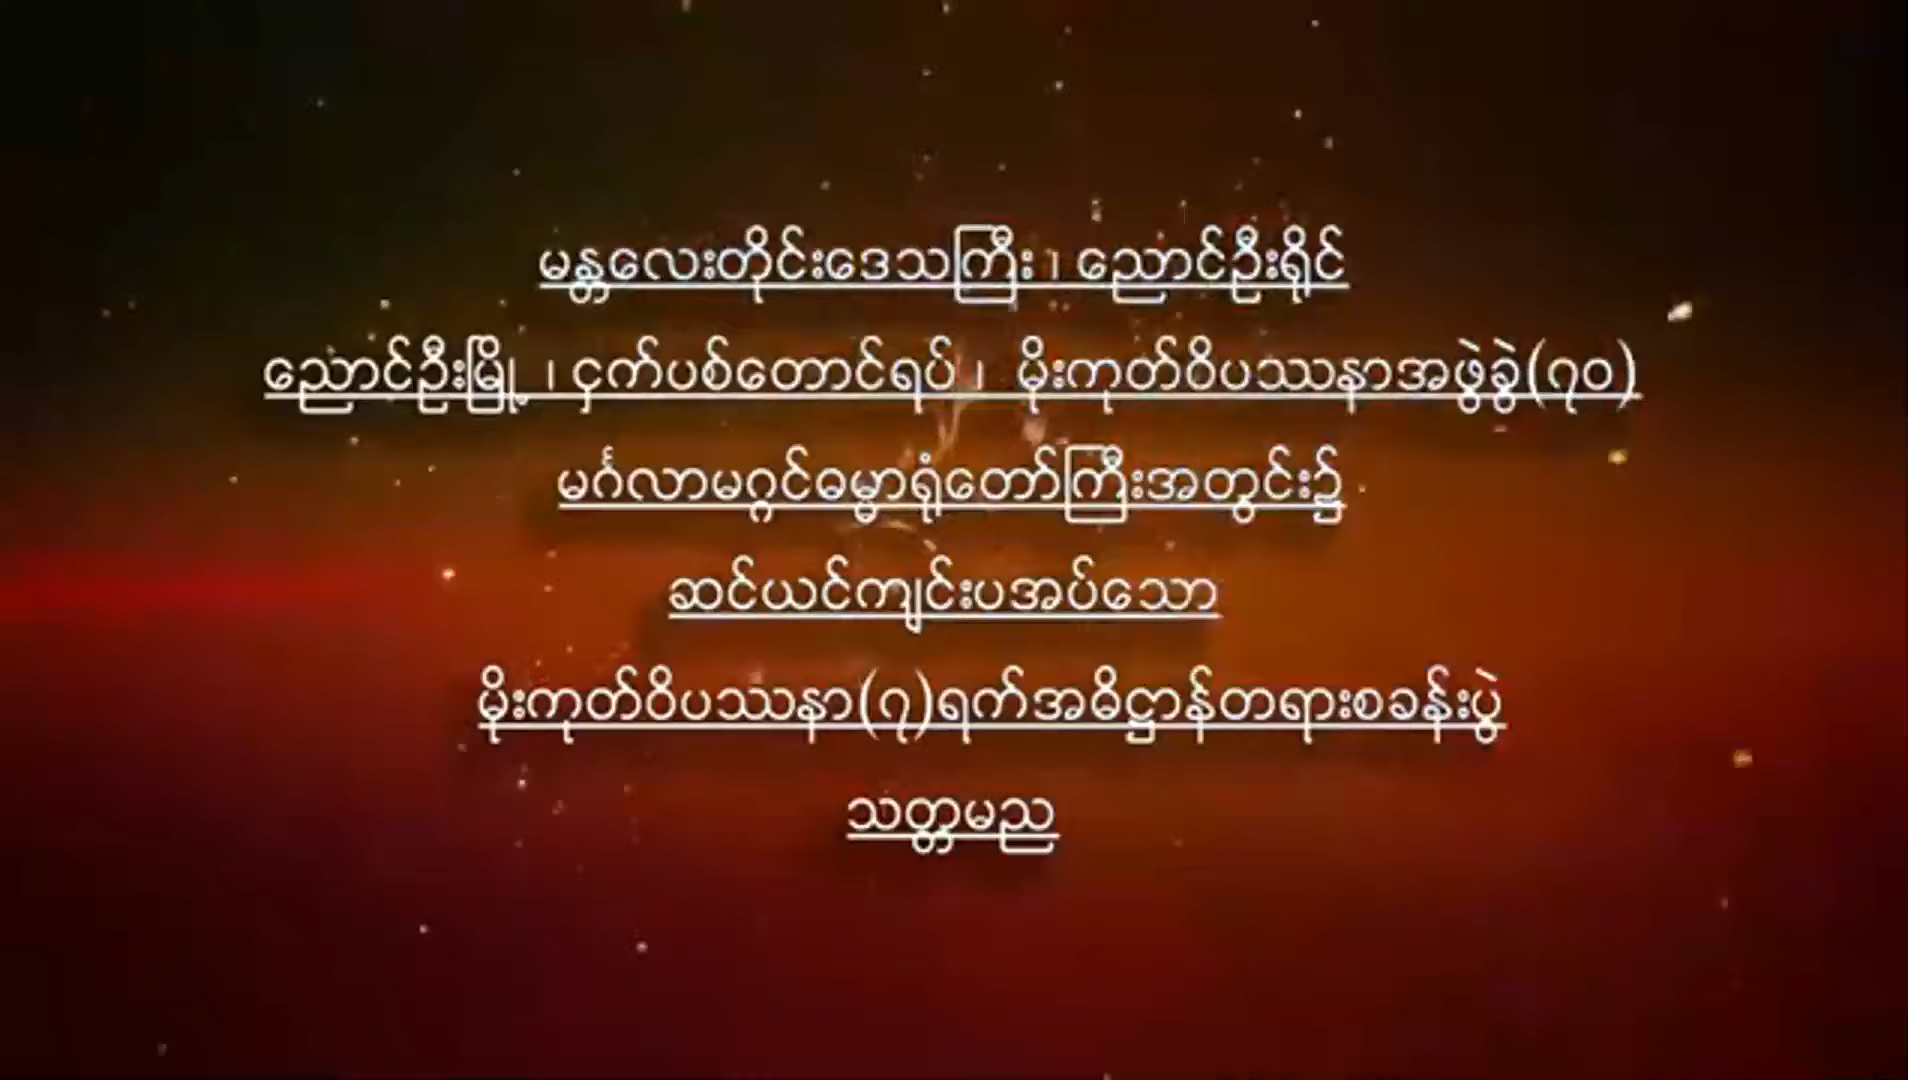 မန္တလေးတိုင်းဒေသကြီး ၊ ညောင်ဦးရိုင်
ညောင်ဦးမြို့ ၊ ငှက်ပစ်တောင်ရပ် ၊ မိုးကုတ်ဝိပဿနာအဖွဲ့ခွဲ(၇၀)
မင်္ဂလာမဂ္ဂင်ဓမ္မာရုံတော်ကြီးအတွင်း၌
ဆင်ယင်ကျင်းပအပ်သော
မိုးကုတ်ဝိပဿနာ(၇)ရက်အဓိဋ္ဌာန်တရားစခန်းပွဲ
သတ္တမည